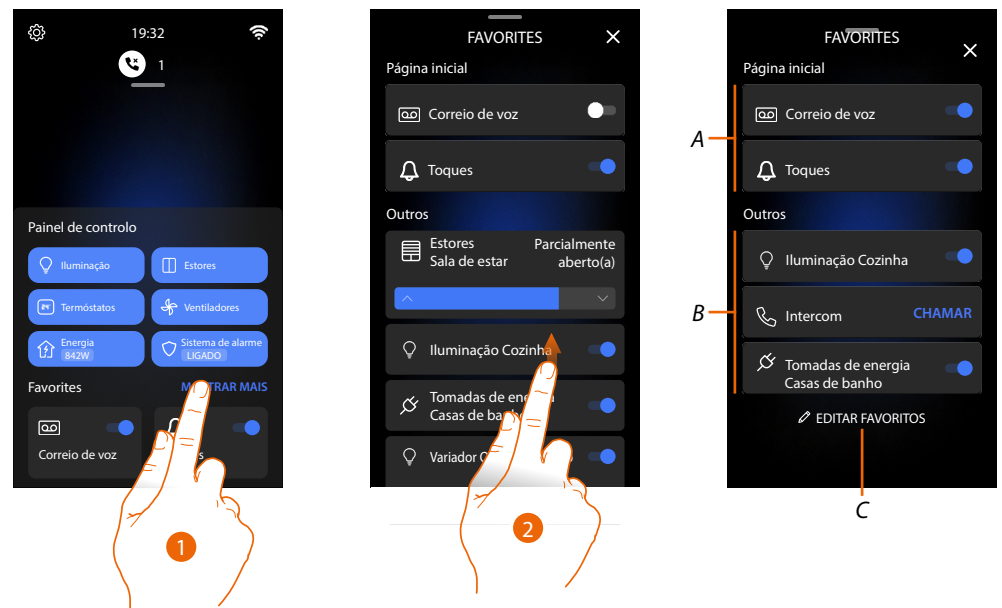 19:32
1
Painel de controlo
Iluminação
Estores
Termóstatos
Ventiladores
Energia
842W
Sistema de alarme
LIGADO
Favorites
MOSTRAR MAIS
Correio de voz
1
FAVORITES
Página inicial
Correio de voz
Toques
Outros
Estores
Sala de estar
Parcialmente
aberto(a)
Iluminação Cozinha
Tomadas de energia
Casas de banho
Variador
2
FAVORITES
Página inicial
Correio de voz
Toques
A
Outros
Iluminação Cozinha
Intercom
CHAMAR
B
Tomadas de energia
Casas de banho
EDITAR FAVORITOS
C